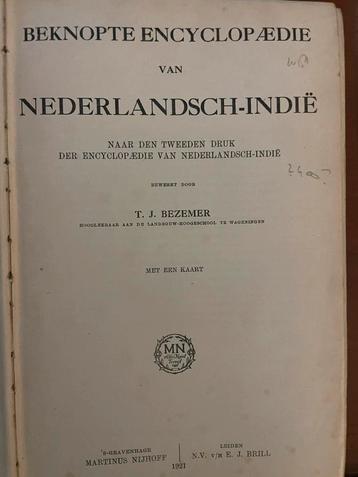 BEKNOPTE ENCYCLOPÆDIE
VAN
NEDERLANDSCH-INDIË
NAAR DEN TWEEDEN DRUK
DER ENCYCLOPÆDIE VAN NEDERLANDSCH-INDIË
BEWERKT DOOR
T. J. BEZEMER
HOOGLEERAAR AAN DE LANDBOUW-HOOGESCHOOL TE WAGENINGEN
MET EEN KAART
MN
'S-GRAVENHAGE
MARTINUS NIJHOFF
LEIDEN
N.V. v/h E. J. BRILL
1921